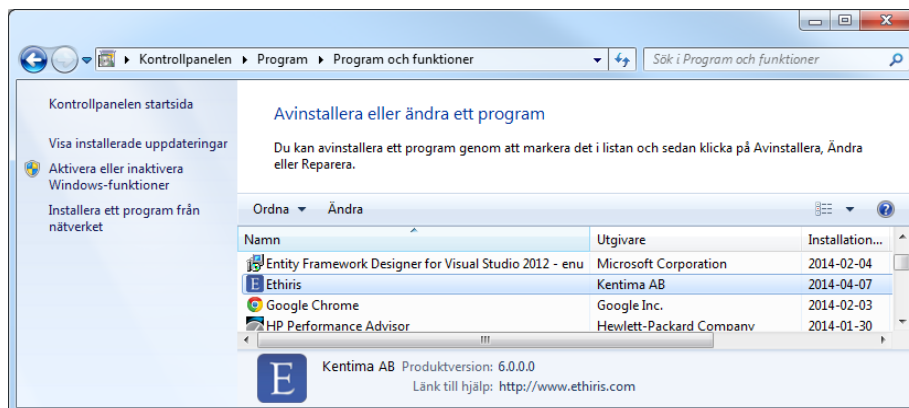 Kontrollpanelen Program Program och funktioner Sök i Program och funktioner
Kontrollpanelen startsida
Visa installerade uppdateringar
Aktivera eller inaktivera
Windows-funktioner
Installera ett program från
nätverket
Avinstallera eller ändra ett program
Du kan avinstallera ett program genom att markera det i listan och sedan klicka på Avinstallera, Ändra
eller Reparera.
Ordna Ändra
Namn Utgivare Installation...
Entity Framework Designer for Visual Studio 2012 - enu Microsoft Corporation 2014-02-04
E Ethiris Kentima AB 2014-04-07
Google Chrome Google Inc. 2014-02-03
HP Performance Advisor Hewlett-Packard Company 2014-01-30
E
Kentima AB Produktversion: 6.0.0.0
Länk till hjälp: http://www.ethiris.com